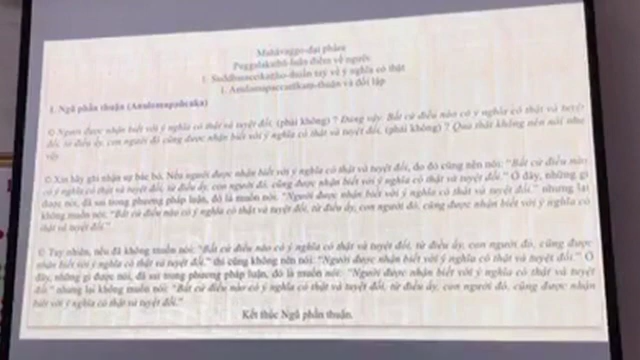 Mahāvaggo-đại phẩm
Puggalakathā-luận điểm về người
1. Suddhasaccikaṭṭho-thuần túy về ý nghĩa có thật
1. Anulomapaccanīkaṃ-thuận và đối lập
1. Ngũ phần thuận (Anulomapañcaka)
© Người được nhận biết với ý nghĩa có thật và tuyệt đối, (phải không) ? Đúng vậy. Bất cứ điều nào có ý nghĩa có thật và tuyệt
đối, từ điều ấy, con người đó cũng được nhận biết với ý nghĩa có thật và tuyệt đối, (phải không) ? Quả thật không nên nói như
vậy.
© Xin hãy ghi nhận sự bác bỏ. Nếu người được nhận biết với ý nghĩa có thật và tuyệt đối, do đó cũng nên nói: "Bất cứ điều nào
có ý nghĩa có thật và tuyệt đối, từ điều ấy, con người đó, cũng được nhận biết với ý nghĩa có thật và tuyệt đối." Ở đây, những gì
được nói, đã sai trong phương pháp luận, đó là muốn nói: "Người được nhận biết với ý nghĩa có thật và tuyệt đối." nhưng lại
không muốn nói: "Bất cứ điều nào có ý nghĩa có thật và tuyệt đối, từ điều ấy, con người đó, cũng được nhận biết với ý nghĩa có
thật và tuyệt đối."
© Tuy nhiên, nếu đã không muốn nói: "Bất cứ điều nào có ý nghĩa có thật và tuyệt đối, từ điều ấy, con người đó, cũng được
nhận biết với ý nghĩa có thật và tuyệt đối." thì cũng không nên nói: "Người được nhận biết với ý nghĩa có thật và tuyệt đối." Ở
đây, những gì được nói, đã sai trong phương pháp luận, đó là muốn nói: "Người được nhận biết với ý nghĩa có thật và tuyệt
đối." nhưng lại không muốn nói: "Bất cứ điều nào có ý nghĩa có thật và tuyệt đối, từ điều ấy, con người đó, cũng được nhận
biết với ý nghĩa có thật và tuyệt đối."
Kết thúc Ngũ phần thuận.